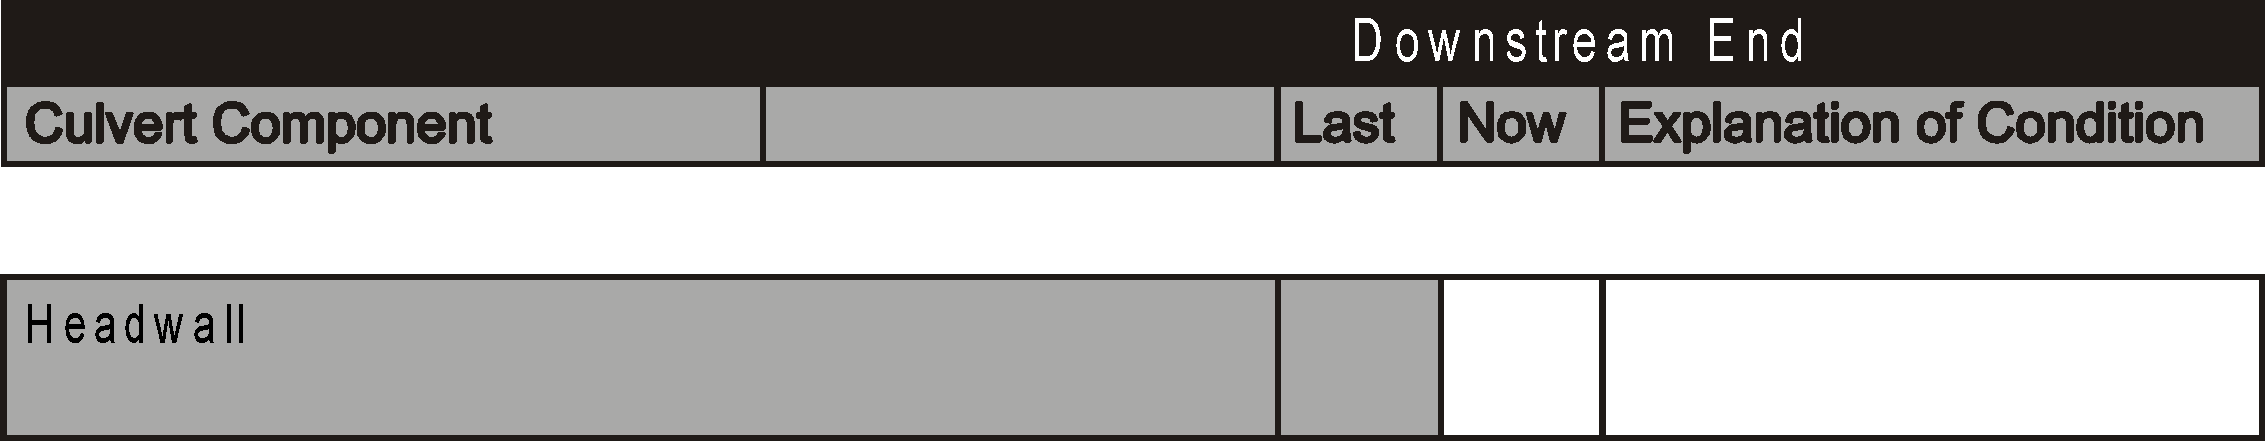 Downstream End
Culvert Component Last Now Explanation of Condition
Headwall